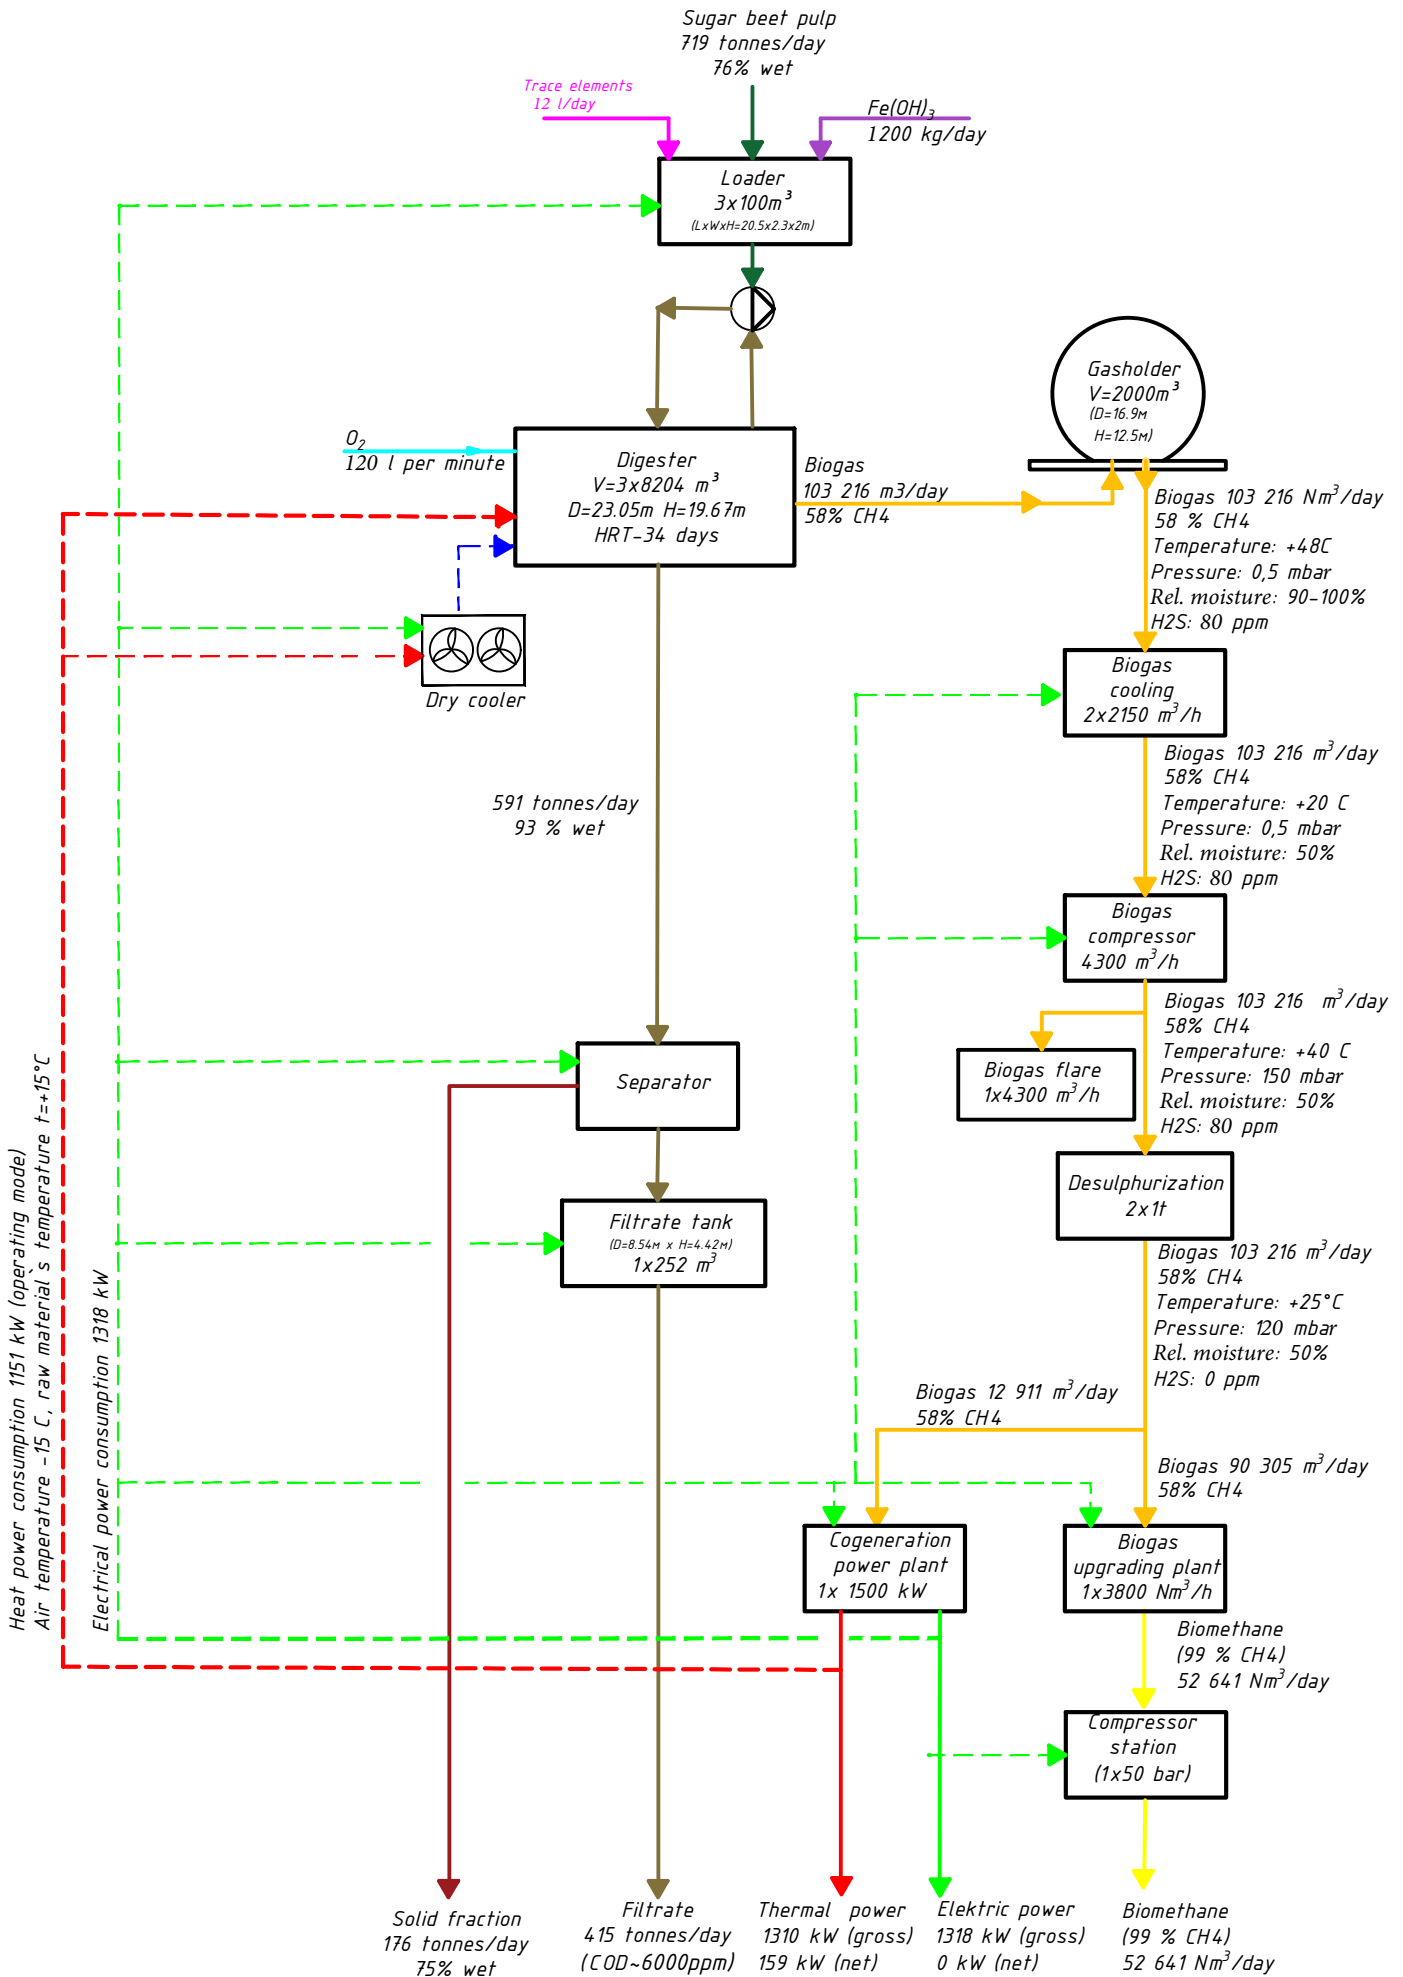 Sugar beet pulp
719 tonnes/day
76% wet
Trace elements
12 l/day
Fe(OH)3
1200 kg/day
Loader
3x100m³
(LxWxH=20.5x2.3x2m)
Gasholder
V=2000m³
(D=16.9м
H=12.5м)
O2
120 l per minute
Digester
V=3x8204 m³
D=23.05m H=19.67m
HRT-34 days
Biogas
103 216 m3/day
58% CH4
Biogas 103 216 Nm³/day
58 % CH4
Temperature: +48C
Pressure: 0,5 mbar
Rel. moisture: 90-100%
H2S: 80 ppm
Dry cooler
Biogas
cooling
2x2150 m³/h
Biogas 103 216 m³/day
58% CH4
Temperature: +20 C
Pressure: 0,5 mbar
Rel. moisture: 50%
H2S: 80 ppm
591 tonnes/day
93 % wet
Biogas
compressor
4300 m³/h
Biogas 103 216 m³/day
58% CH4
Temperature: +40 C
Pressure: 150 mbar
Rel. moisture: 50%
H2S: 80 ppm
Biogas flare
1x4300 m³/h
Separator
Desulphurization
2x1t
Filtrate tank
(D=8.54м x H=4.42м)
1x252 m³
Biogas 103 216 m³/day
58% CH4
Temperature: +25°C
Pressure: 120 mbar
Rel. moisture: 50%
H2S: 0 ppm
Heat power consumption 1151 kW (operating mode)
Air temperature -15 C, raw material`s temperature t=+15°C
Electrical power consumption 1318 kW
Biogas 12 911 m³/day
58% CH4
Biogas 90 305 m³/day
58% CH4
Cogeneration
power plant
1x 1500 kW
Biogas
upgrading plant
1x3800 Nm³/h
Biomethane
(99 % CH4)
52 641 Nm³/day
Compressor
station
(1x50 bar)
Solid fraction
176 tonnes/day
75% wet
Filtrate
415 tonnes/day
(COD~6000ppm)
Thermal power
1310 kW (gross)
159 kW (net)
Elektric power
1318 kW (gross)
0 kW (net)
Biomethane
(99 % CH4)
52 641 Nm³/day